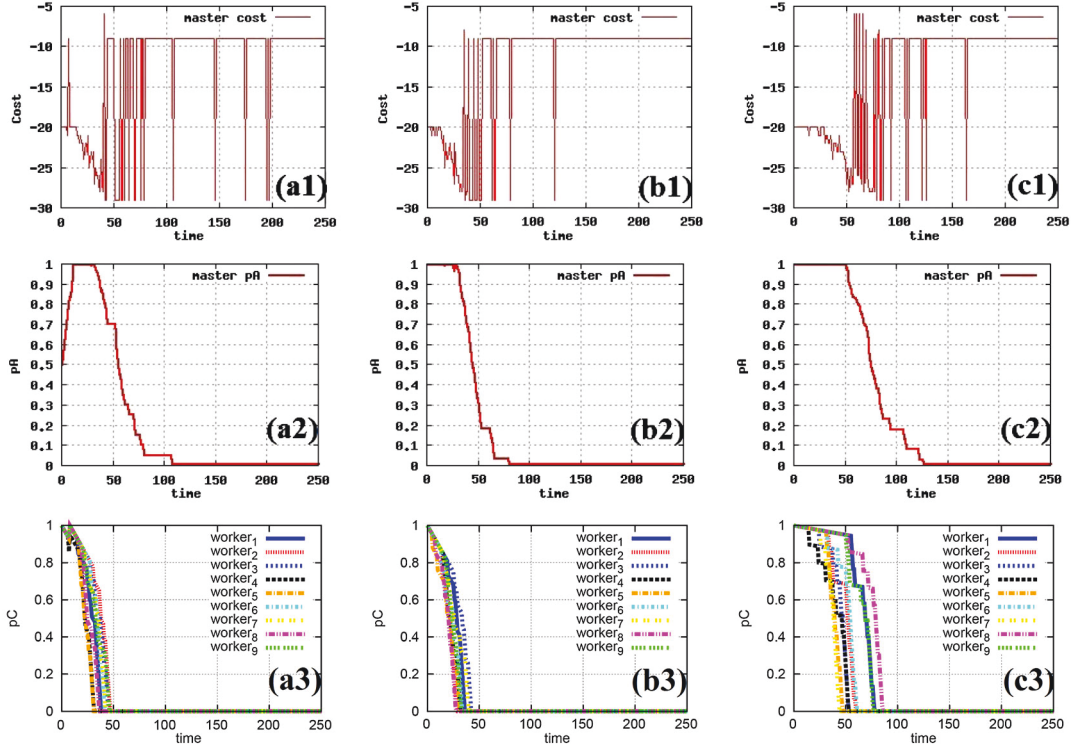 -5
-10
-15
-20
-25
-30
Cost
master cost
(a1)
0 50 100 150 200 250
time
-5
-10
-15
-20
-25
-30
Cost
master cost
(b1)
0 50 100 150 200 250
time
-5
-10
-15
-20
-25
-30
Cost
master cost
(c1)
0 50 100 150 200 250
time
1
0.9
0.8
0.7
0.6
0.5
0.4
0.3
0.2
0.1
0
pA
master pA
(a2)
0 50 100 150 200 250
time
1
0.9
0.8
0.7
0.6
0.5
0.4
0.3
0.2
0.1
0
pA
master pA
(b2)
0 50 100 150 200 250
time
1
0.9
0.8
0.7
0.6
0.5
0.4
0.3
0.2
0.1
0
pA
master pA
(c2)
0 50 100 150 200 250
time
1
0.8
0.6
0.4
0.2
0
pC
worker1
worker2
worker3
worker4
worker5
worker6
worker7
worker8
worker9
(a3)
0 50 100 150 200 250
time
1
0.8
0.6
0.4
0.2
0
pC
worker1
worker2
worker3
worker4
worker5
worker6
worker7
worker8
worker9
(b3)
0 50 100 150 200 250
time
1
0.8
0.6
0.4
0.2
0
pC
worker1
worker2
worker3
worker4
worker5
worker6
worker7
worker8
worker9
(c3)
0 50 100 150 200 250
time